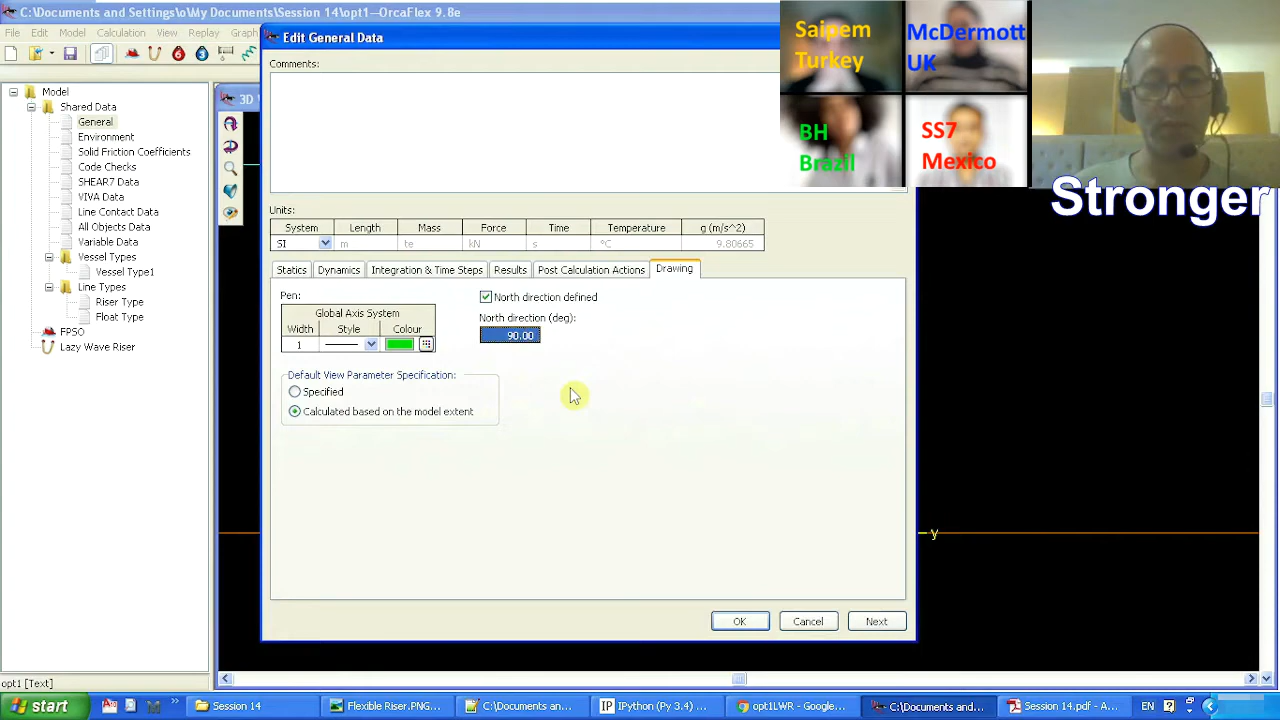 C:\Documents and Settings\o\My Documents\Session 14\opt1—OrcaFlex 9.8e
File Edit Model Calculation View Replay Graph
Model
Shared Data
General
Environment
Solid Friction Coefficients
Code Checks
SHEAR7 Data
VIVA Data
Line Contact Data
All Objects Data
Variable Data
Vessel Types
Vessel Type1
Line Types
Riser Type
Float Type
FPSO
Lazy Wave Riser
opt1 [Text]
3D
Edit General Data
Comments:
Units:
System Length Mass Force Time Temperature g (m/s^2)
SI m te kN s °C 9.80665
Statics Dynamics Integration & Time Steps Results Post Calculation Actions Drawing
Pen:
Global Axis System
Width Style Colour
1
North direction defined
North direction (deg):
90.00
Default View Parameter Specification:
Specified
Calculated based on the model extent
OK Cancel Next
y
Saipem
Turkey
McDermott
UK
BH
Brazil
SS7
Mexico
Stronger
start Session 14 Flexible Riser.PNG... C:\Documents an... IPython (Py 3.4) ... opt1LWR - Google... C:\Documents and... Session 14.pdf - A... EN